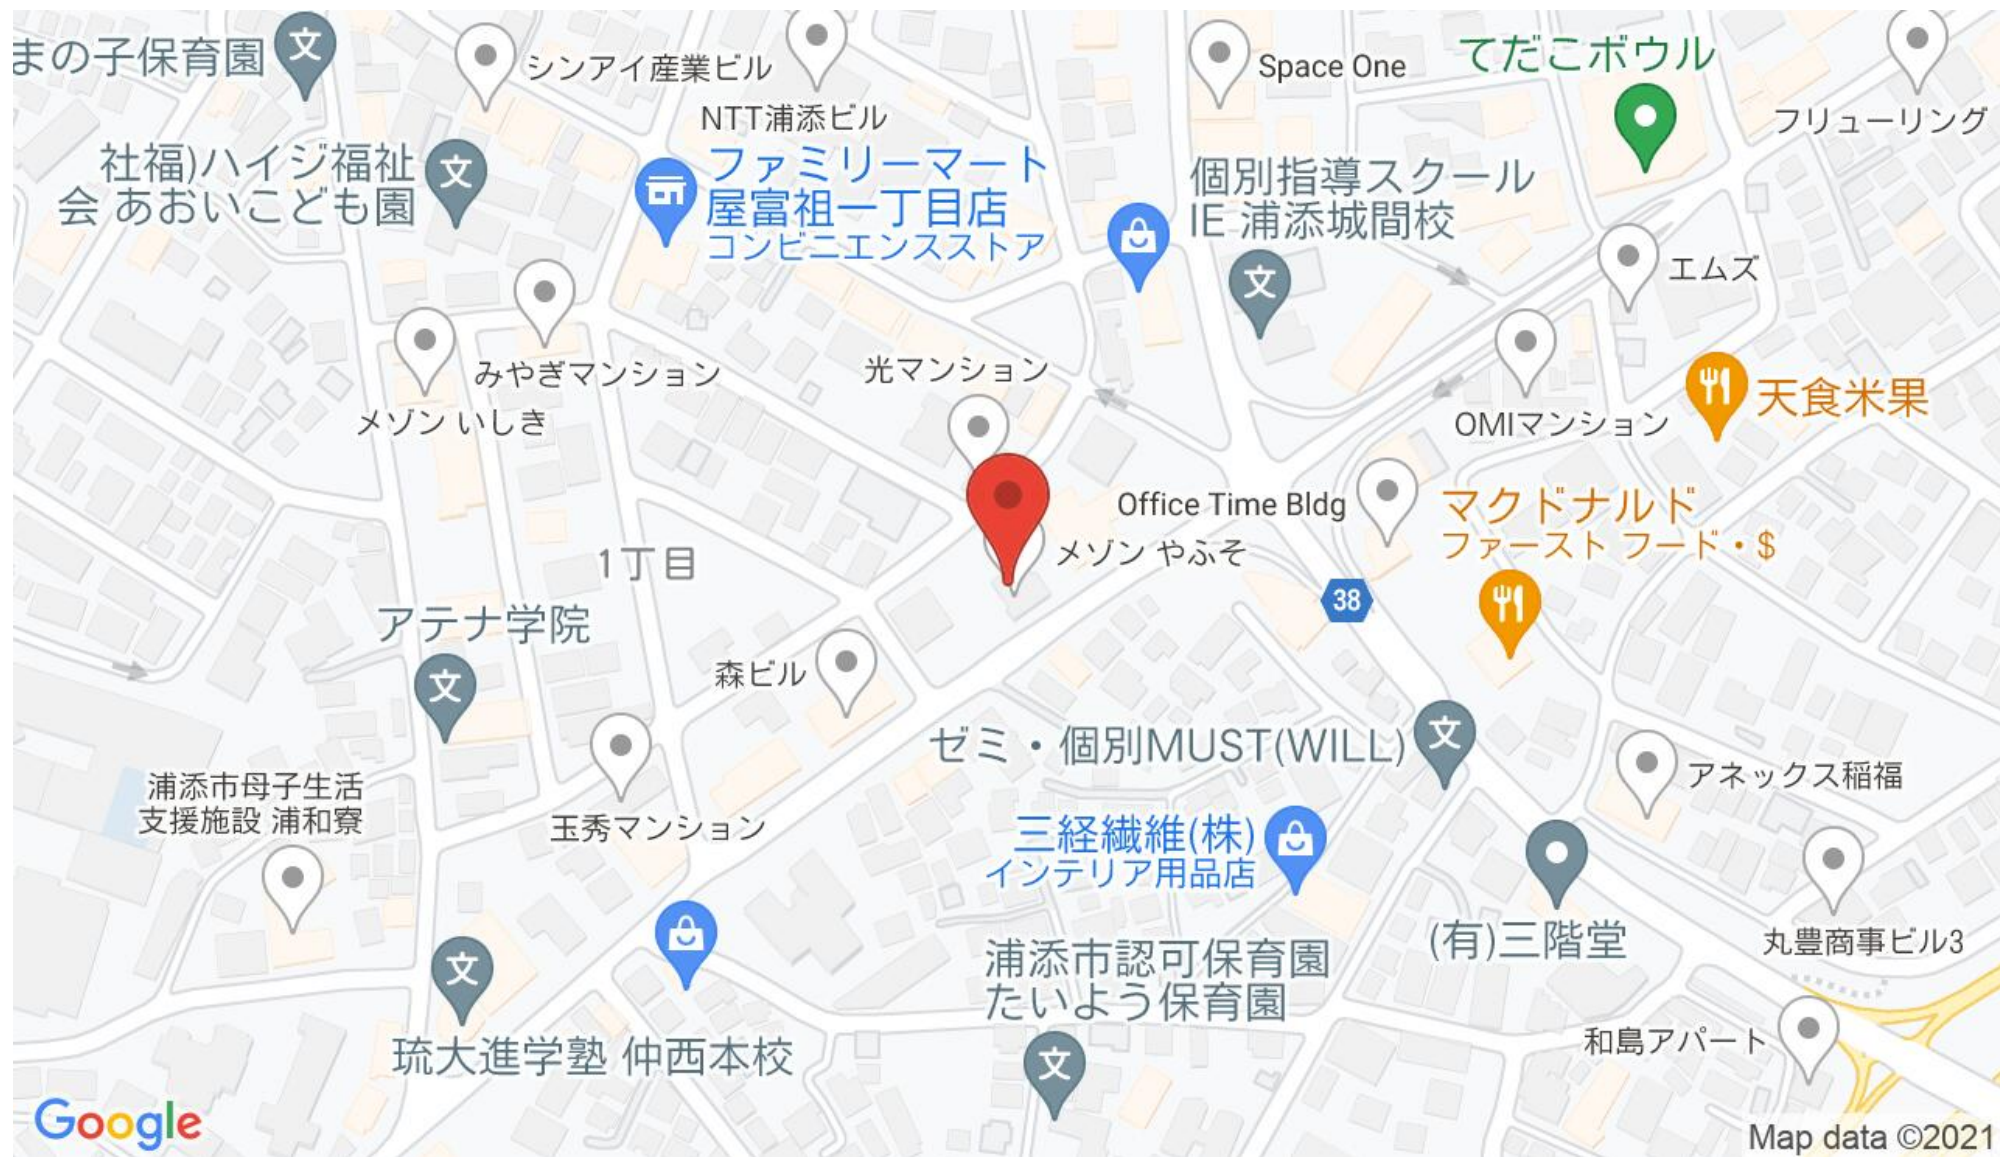 まの子保育園
シンアイ産業ビル
NTT浦添ビル
Space One
てだこボウル
フリューリング
社福)ハイジ福祉
会 あおいこども園
ファミリーマート
屋富祖一丁目店
コンビニエンスストア
個別指導スクール
IE 浦添城間校
エムズ
みやぎマンション
光マンション
メゾン いしき
OMIマンション
天食米果
Office Time Bldg
マクドナルド
ファースト フード・$
メゾン やふそ
1丁目
38
アテナ学院
森ビル
ゼミ・個別MUST(WILL)
浦添市母子生活
支援施設 浦和寮
玉秀マンション
アネックス稲福
三経繊維(株)
インテリア用品店
(有)三階堂
丸豊商事ビル3
浦添市認可保育園
たいよう保育園
琉大進学塾 仲西本校
和島アパート
文
文
文
文
文
文
文
Google
Map data ©2021